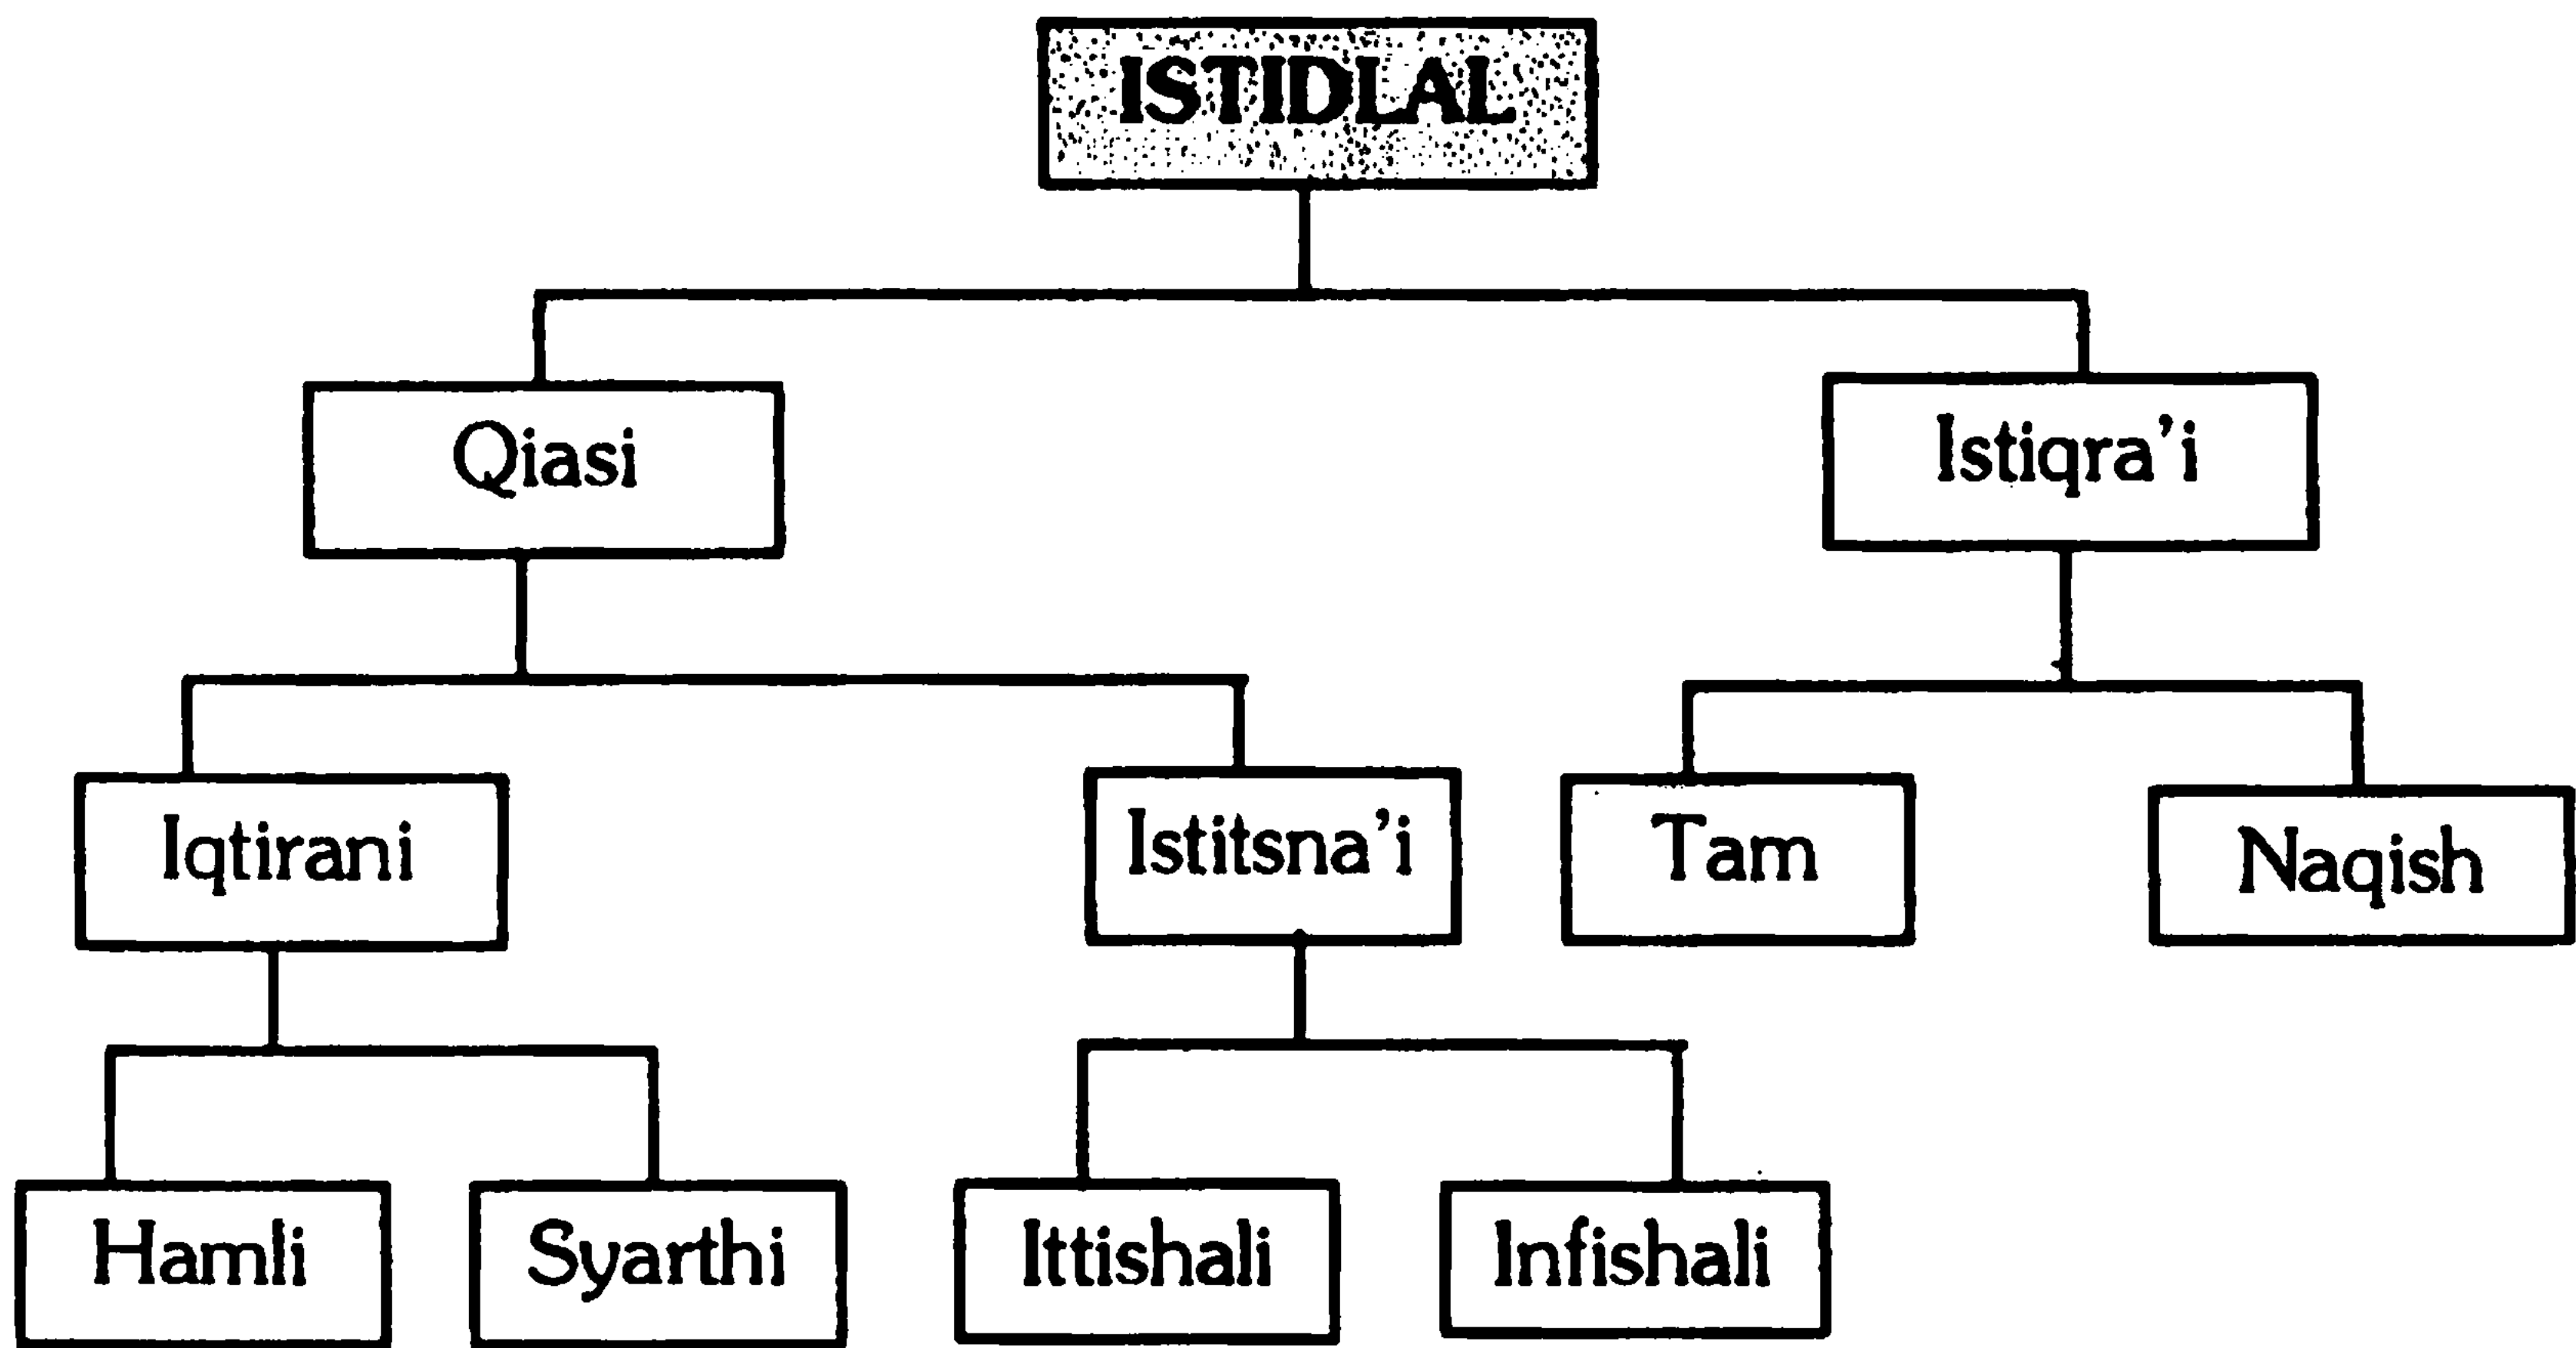 ISTIDLAL
Qiasi
Istiqra’i
Iqtirani
Istitsna’i
Tam
Naqish
Hamli
Syarthi
Ittishali
Infishali